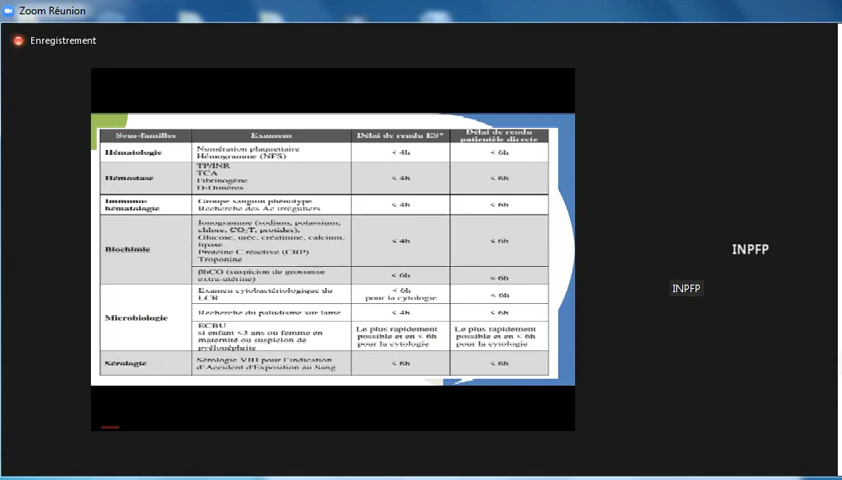 Zoom Réunion
Enregistrement
Sous-familles
Examens
Délai de rendu ES*
Délai de rendu
patientèle directe
Hématologie
Numération plaquettaire
Hémogramme (NFS)
< 4h
< 6h
Hémostase
TP/INR
TCA
Fibrinogène
D-Dimères
< 4h
< 6h
Immuno-
hématologie
Groupe sanguin phénotype
Recherche des Ac irréguliers
< 4h
< 6h
Biochimie
Ionogramme (sodium, potassium,
chlore, CO₂T, protides),
Glucose, urée, créatinine, calcium,
lipase
Protéine C réactive (CRP)
Troponine
< 4h
< 6h
βhCG (suspicion de grossesse
extra-utérine)
< 6h
< 6h
Microbiologie
Examen cytobactériologique du
LCR
< 6h
pour la cytologie
< 6h
Recherche du paludisme sur lame
< 4h
< 6h
ECBU
si enfant <3 ans ou femme en
maternité ou suspicion de
pyélonéphrite
Le plus rapidement
possible et en < 6h
pour la cytologie
Le plus rapidement
possible et en < 6h
pour la cytologie
Sérologie
Sérologie VIH pour l'indication
d'Accident d'Exposition au Sang
< 6h
< 6h
INPFP
INPFP